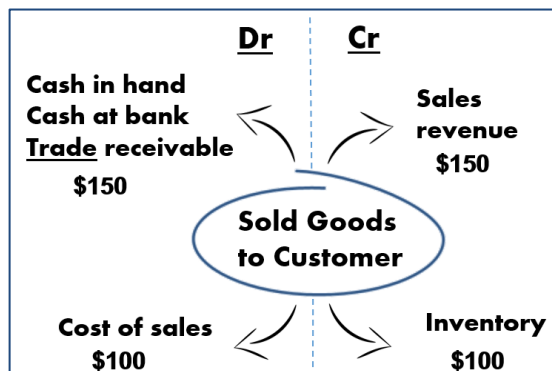 Dr
Cr
Cash in hand
Cash at bank
Trade receivable
$150
Sales
revenue
$150
Sold Goods
to Customer
Cost of sales
$100
Inventory
$100